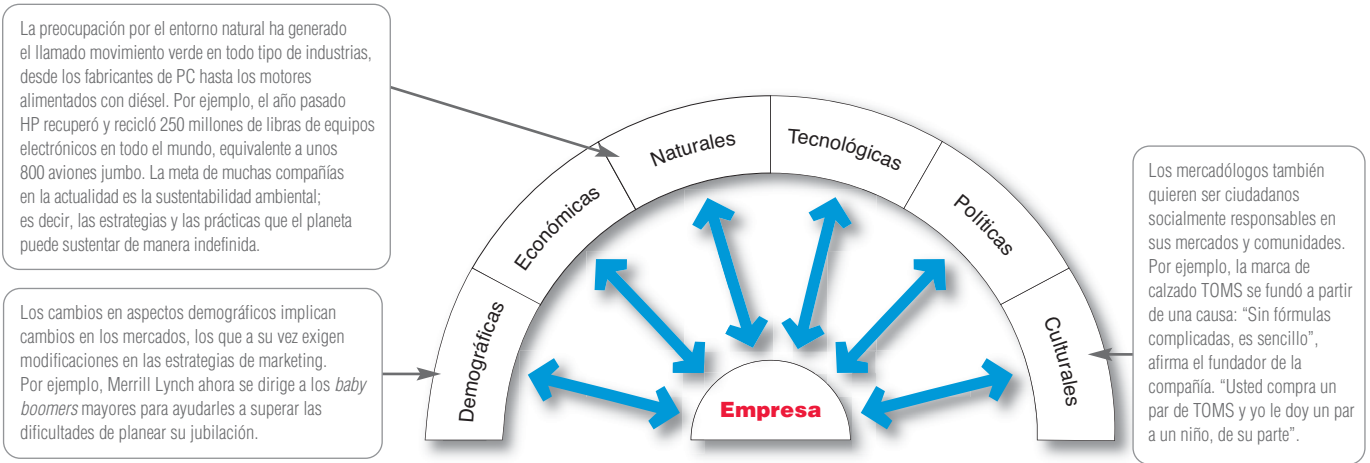 La preocupación por el entorno natural ha generado
el llamado movimiento verde en todo tipo de industrias,
desde los fabricantes de PC hasta los motores
alimentados con diésel. Por ejemplo, el año pasado
HP recuperó y recicló 250 millones de libras de equipos
electrónicos en todo el mundo, equivalente a unos
800 aviones jumbo. La meta de muchas compañías
en la actualidad es la sustentabilidad ambiental;
es decir, las estrategias y las prácticas que el planeta
puede sustentar de manera indefinida.
Los cambios en aspectos demográficos implican
cambios en los mercados, los que a su vez exigen
modificaciones en las estrategias de marketing.
Por ejemplo, Merrill Lynch ahora se dirige a los baby
boomers mayores para ayudarles a superar las
dificultades de planear su jubilación.
Demográficas
Económicas
Naturales
Tecnológicas
Políticas
Culturales
Empresa
Los mercadólogos también
quieren ser ciudadanos
socialmente responsables en
sus mercados y comunidades.
Por ejemplo, la marca de
calzado TOMS se fundó a partir
de una causa: “Sin fórmulas
complicadas, es sencillo”,
afirma el fundador de la
compañía. “Usted compra un
par de TOMS y yo le doy un par
a un niño, de su parte”.